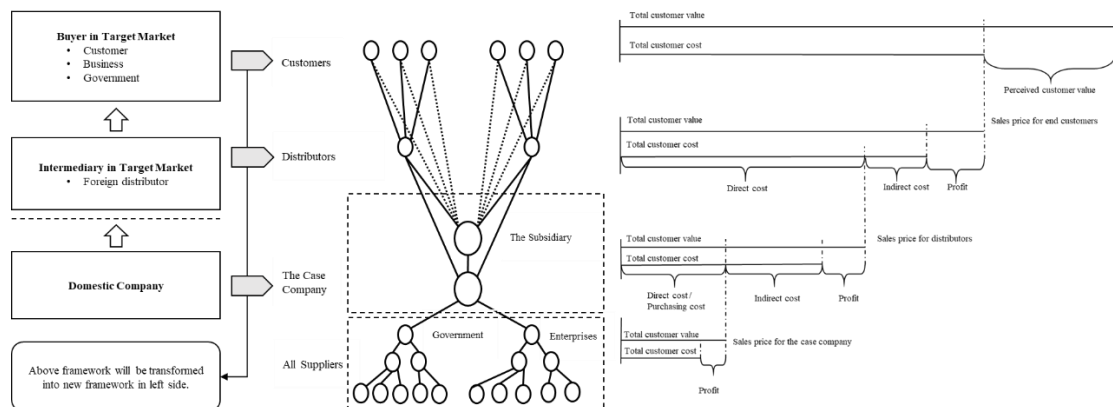 Buyer in Target Market
• Customer
• Business
• Government
Intermediary in Target Market
• Foreign distributor
Domestic Company
Above framework will be transformed
into new framework in left side.
Customers
Distributors
The Case
Company
All Suppliers
The Subsidiary
Government
Enterprises
Total customer value
Total customer cost
Perceived customer value
Sales price for end customers
Total customer value
Total customer cost
Direct cost
Indirect cost
Profit
Sales price for distributors
Total customer value
Total customer cost
Direct cost /
Purchasing cost
Indirect cost
Profit
Sales price for the case company
Total customer value
Total customer cost
Profit